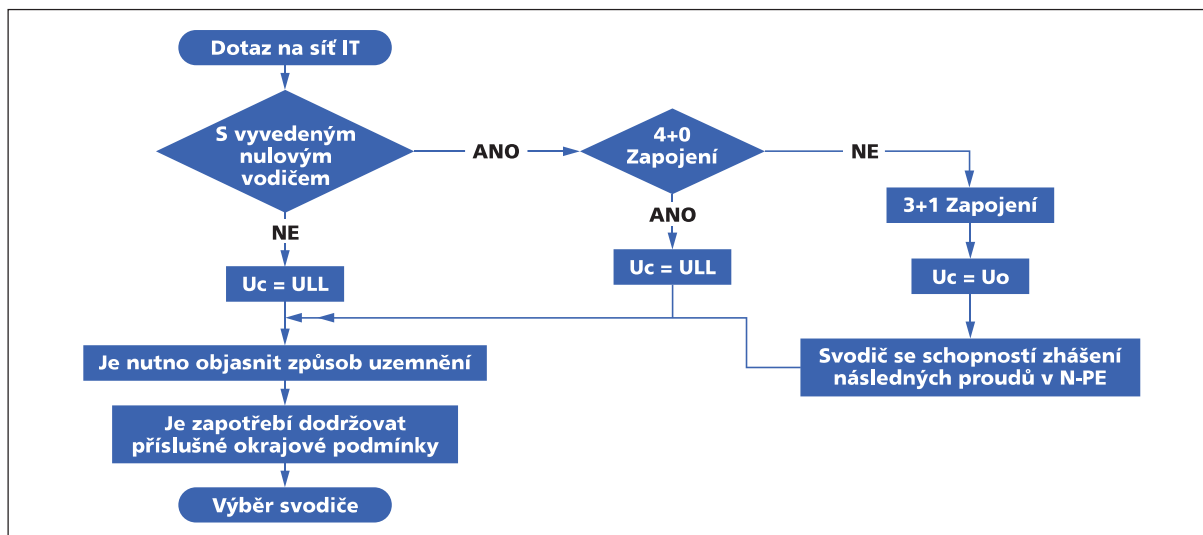 Dotaz na síť IT
S vyvedeným
nulovým
vodičem
ANO
4+0
Zapojení
NE
3+1 Zapojení
ANO
NE
Uc = ULL
Uc = ULL
Uc = Uo
Je nutno objasnit způsob uzemnění
Svodič se schopností zhášení
následných proudů v N-PE
Je zapotřebí dodržovat
příslušné okrajové podmínky
Výběr svodiče